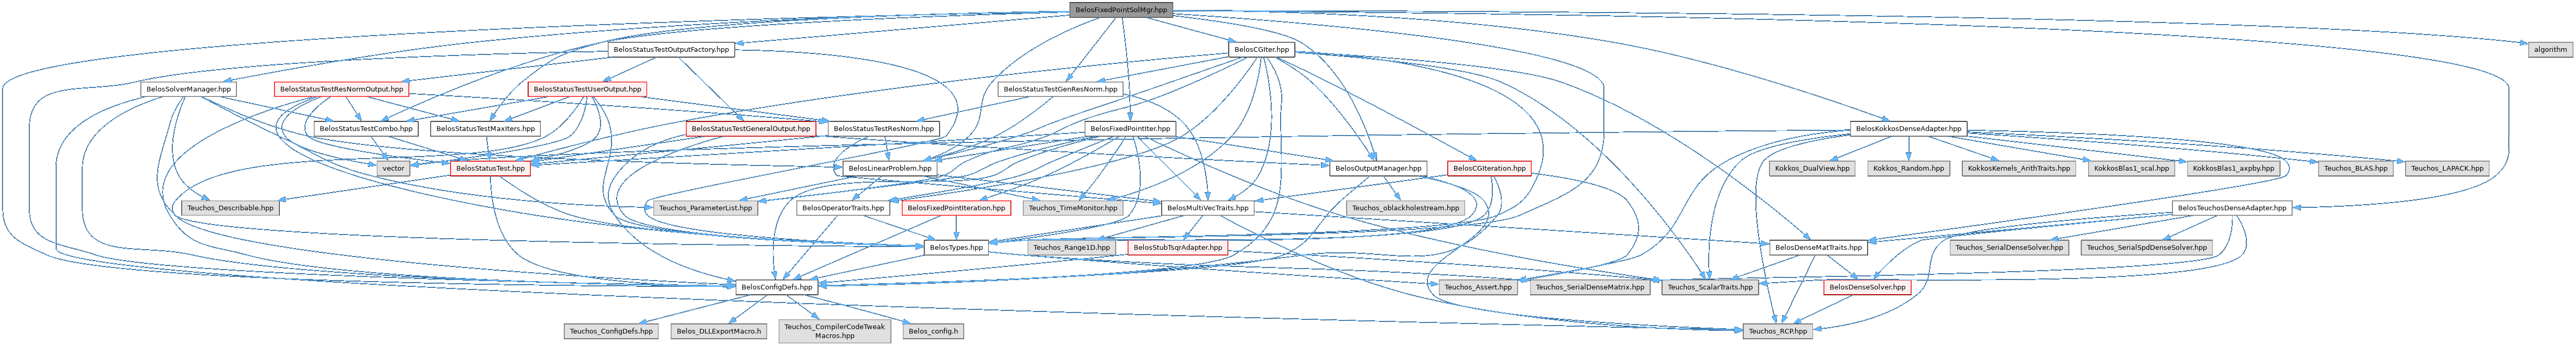 BelosFixedPointSolMgr.hpp
BelosStatusTestOutputFactory.hpp
BelosCGIter.hpp
algorithm
BelosSolverManager.hpp
BelosStatusTestResNormOutput.hpp
BelosStatusTestUserOutput.hpp
BelosStatusTestGenResNorm.hpp
BelosStatusTestCombo.hpp
BelosStatusTestMaxIters.hpp
BelosStatusTestGeneralOutput.hpp
BelosStatusTestResNorm.hpp
BelosFixedPointIter.hpp
BelosKokkosDenseAdapter.hpp
vector
BelosStatusTest.hpp
BelosLinearProblem.hpp
BelosOutputManager.hpp
BelosCGIteration.hpp
Kokkos_DualView.hpp
Kokkos_Random.hpp
KokkosKernels_ArithTraits.hpp
KokkosBlas1_scal.hpp
KokkosBlas1_axpby.hpp
Teuchos_BLAS.hpp
Teuchos_LAPACK.hpp
Teuchos_Describable.hpp
Teuchos_ParameterList.hpp
BelosOperatorTraits.hpp
BelosFixedPointIteration.hpp
Teuchos_TimeMonitor.hpp
BelosMultiVecTraits.hpp
Teuchos_oblackholestream.hpp
BelosTeuchosDenseAdapter.hpp
BelosTypes.hpp
Teuchos_Range1D.hpp
BelosStubTsqrAdapter.hpp
BelosDenseMatTraits.hpp
Teuchos_SerialDenseSolver.hpp
Teuchos_SerialSpdDenseSolver.hpp
BelosConfigDefs.hpp
Teuchos_Assert.hpp
Teuchos_SerialDenseMatrix.hpp
Teuchos_ScalarTraits.hpp
BelosDenseSolver.hpp
Teuchos_ConfigDefs.hpp
Belos_DLLExportMacro.h
Teuchos_CompilerCodeTweak
Macros.hpp
Belos_config.h
Teuchos_RCP.hpp